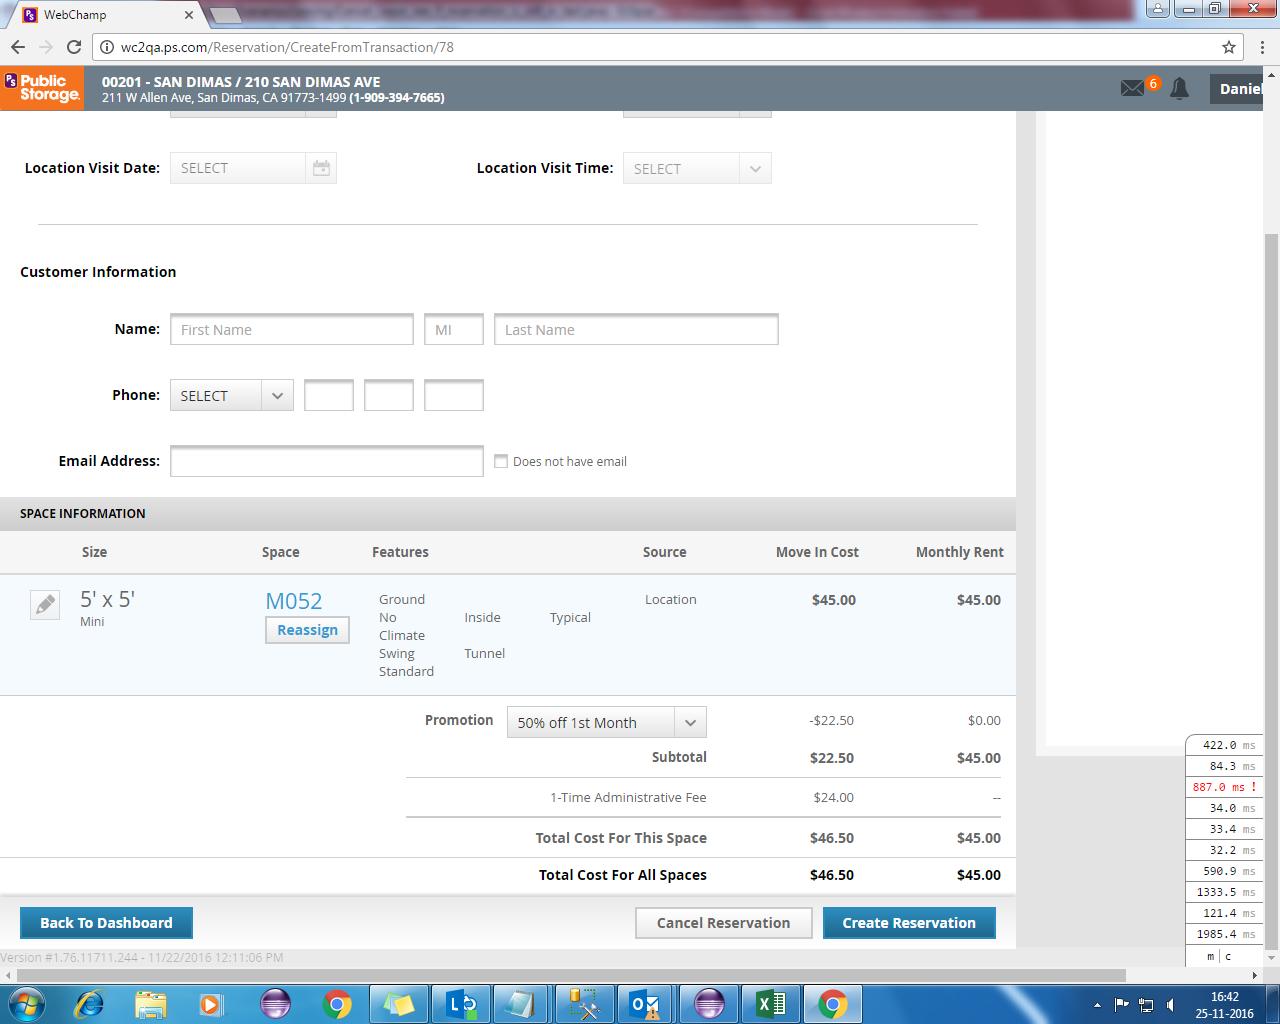 WebChamp
wc2qa.ps.com/Reservation/CreateFromTransaction/78
PS Public Storage.
00201 - SAN DIMAS / 210 SAN DIMAS AVE
211 W Allen Ave, San Dimas, CA 91773-1499 (1-909-394-7665)
6
Daniel
Location Visit Date: SELECT Location Visit Time: SELECT
Customer Information
Name: First Name MI Last Name
Phone: SELECT
Email Address: Does not have email
SPACE INFORMATION
Size Space Features Source Move In Cost Monthly Rent
5' x 5' M052 Ground Location $45.00 $45.00
Mini Reassign No Inside Typical
Climate
Swing Tunnel
Standard
Promotion 50% off 1st Month -$22.50 $0.00
Subtotal $22.50 $45.00
1-Time Administrative Fee $24.00 --
Total Cost For This Space $46.50 $45.00
Total Cost For All Spaces $46.50 $45.00
Back To Dashboard Cancel Reservation Create Reservation
Version #1.76.11711.244 - 11/22/2016 12:11:06 PM
422.0 ms
84.3 ms
887.0 ms !
34.0 ms
33.4 ms
32.2 ms
590.9 ms
1333.5 ms
121.4 ms
1985.4 ms
m | c
16:42
25-11-2016